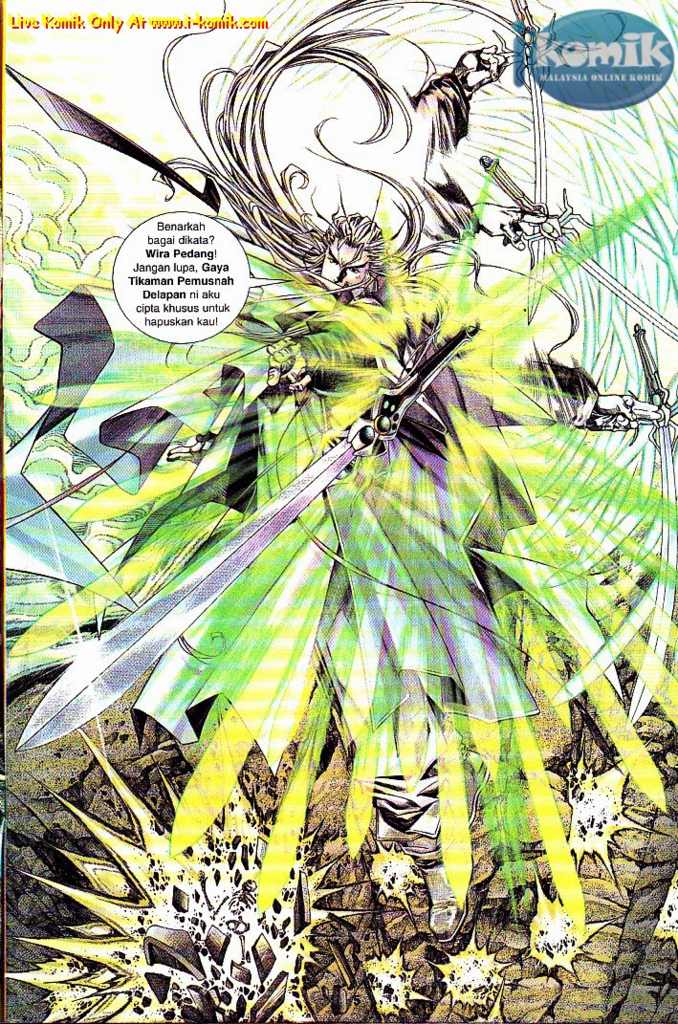 Live Komik Only At www.i-komik.com
ikomik
MALAYSIA ONLINE KOMIK
Benarkah
bagai dikata?
Wira Pedang!
Jangan lupa, Gaya
Tikaman Pemusnah
Delapan ni aku
cipta khusus untuk
hapuskan kau!